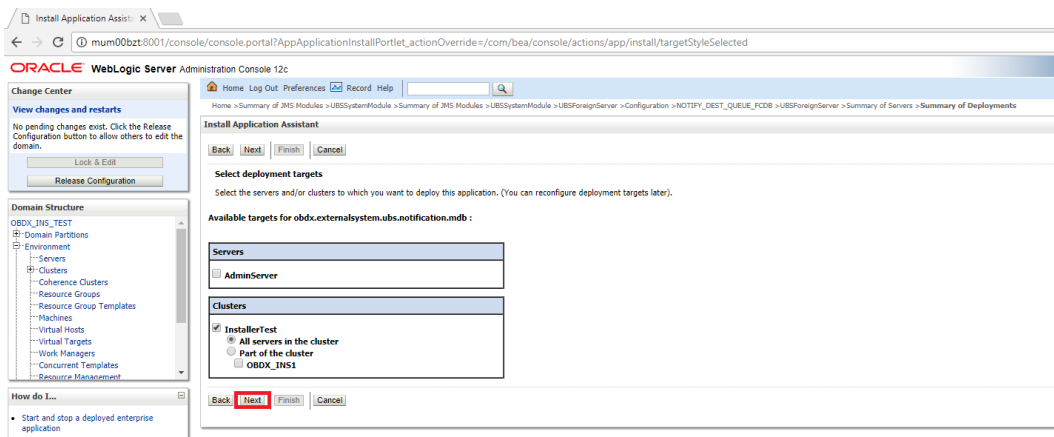 Install Application Assist
mum00bzt:8001/console/console.portal?AppApplicationInstallPortlet_actionOverride=/com/bea/console/actions/app/install/targetStyleSelected
ORACLE WebLogic Server Administration Console 12c
Change Center
View changes and restarts
No pending changes exist. Click the Release
Configuration button to allow others to edit the
domain.
Lock & Edit
Release Configuration
Domain Structure
OBDX_INS_TEST
Domain Partitions
Environment
Servers
Clusters
Coherence Clusters
Resource Groups
Resource Group Templates
Machines
Virtual Hosts
Virtual Targets
Work Managers
Concurrent Templates
Resource Management
How do I...
Start and stop a deployed enterprise
application
Home Log Out Preferences Record Help
Home >Summary of JMS Modules >UBSSystemModule >Summary of JMS Modules >UBSSystemModule >UBSForeignServer >Configuration >NOTIFY_DEST_QUEUE_FCDB >UBSForeignServer >Summary of Servers >Summary of Deployments
Install Application Assistant
Back Next Finish Cancel
Select deployment targets
Select the servers and/or clusters to which you want to deploy this application. (You can reconfigure deployment targets later).
Available targets for obdx.externalsystem.ubs.notification.mdb :
Servers
AdminServer
Clusters
InstallerTest
All servers in the cluster
Part of the cluster
OBDX_INS1
Back Next Finish Cancel